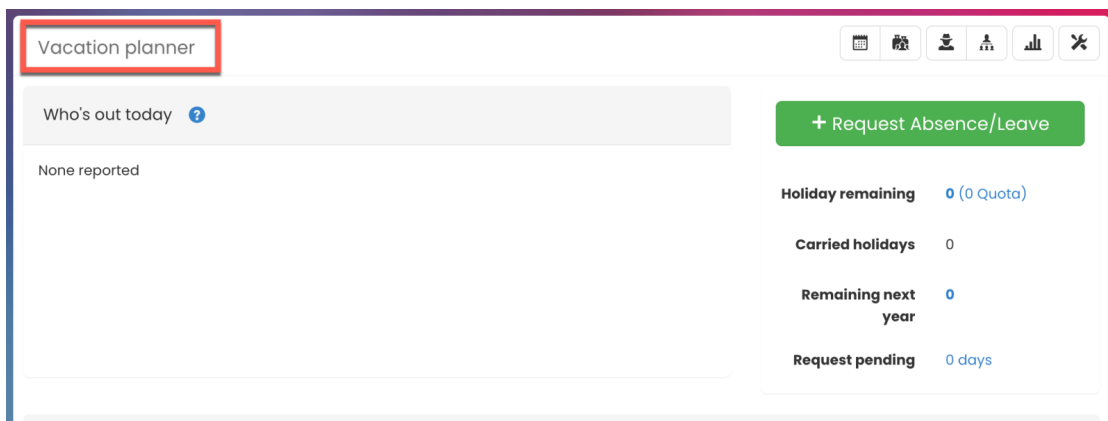 Vacation planner
Who's out today ?
None reported
+ Request Absence/Leave
Holiday remaining 0 (0 Quota)
Carried holidays 0
Remaining next
year 0
Request pending 0 days